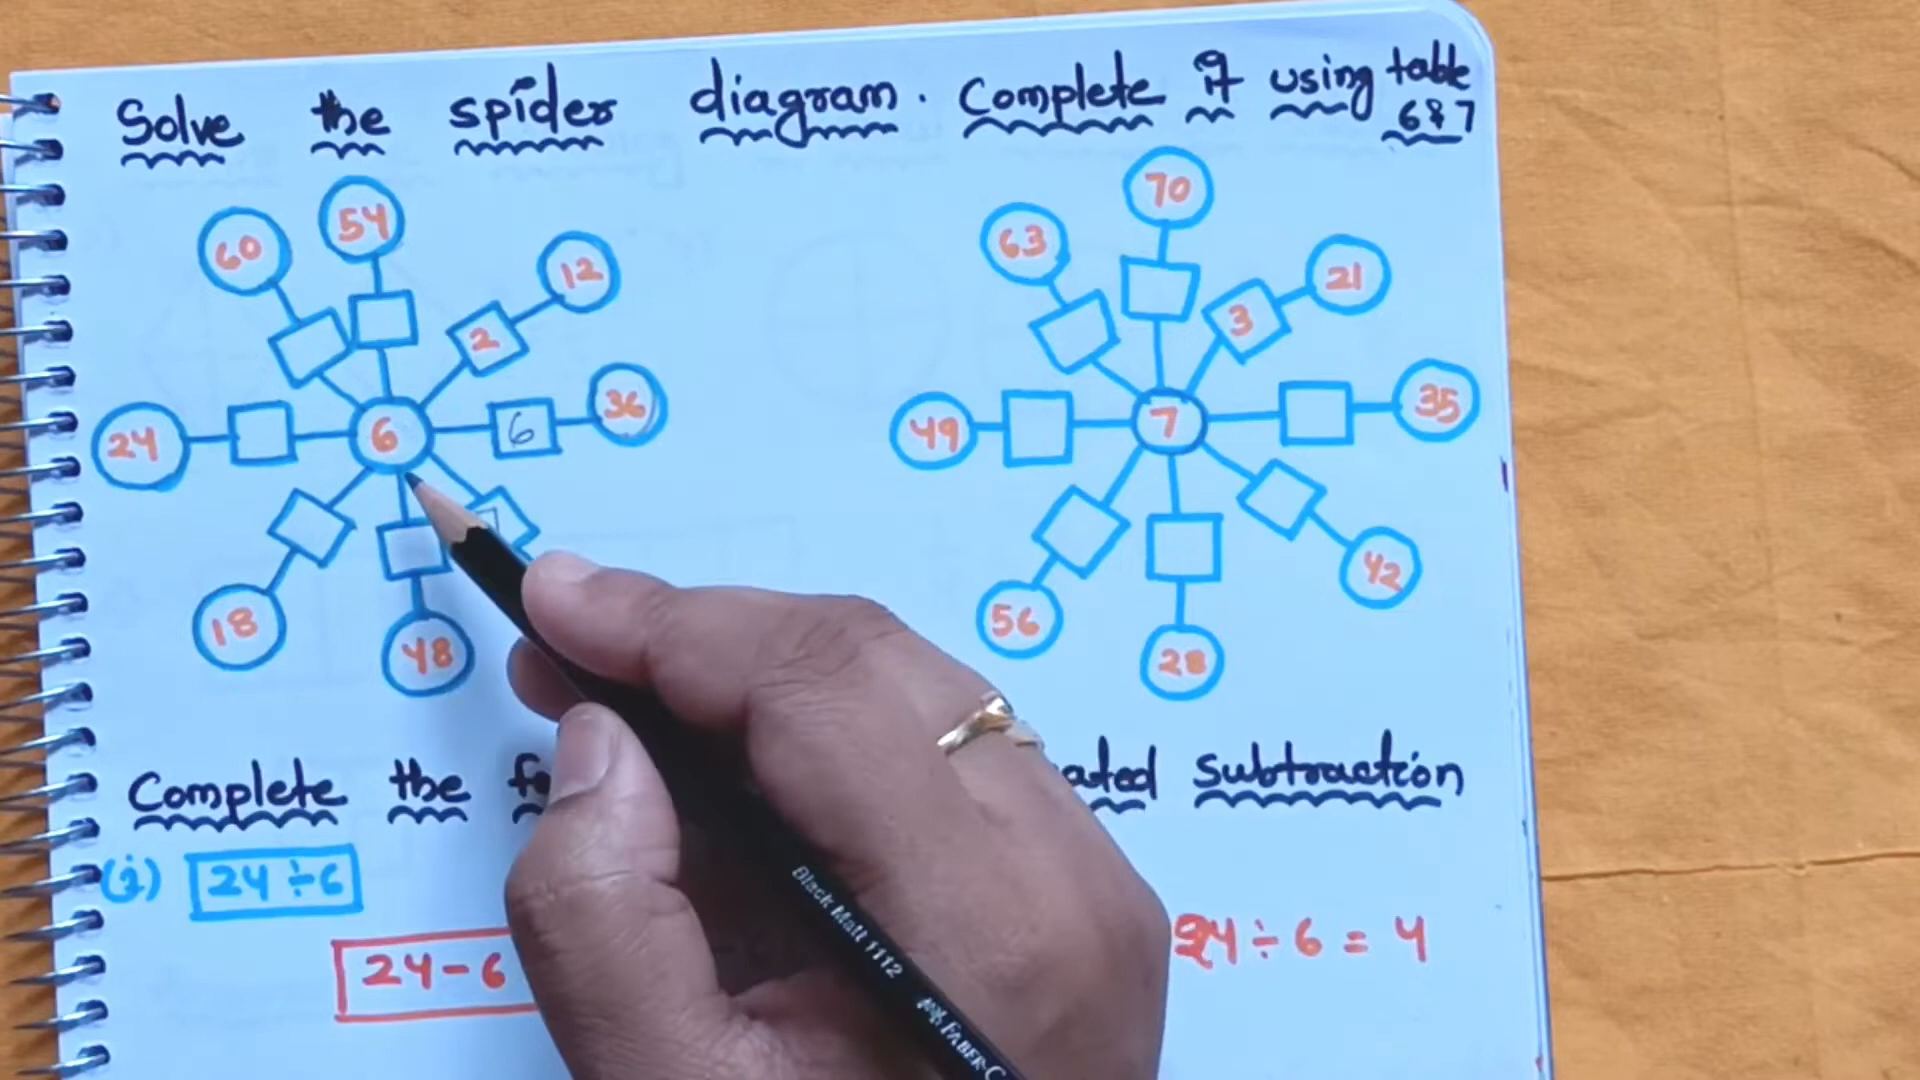 Solve the spider diagram. Complete it using table
6 & 7
60
54
12
2
36
6
24
6
18
48
70
63
21
3
49
7
35
56
28
42
Complete the subtraction
(i) 24 ÷ 6
24 - 6
24 ÷ 6 = 4
Black Matt 1112